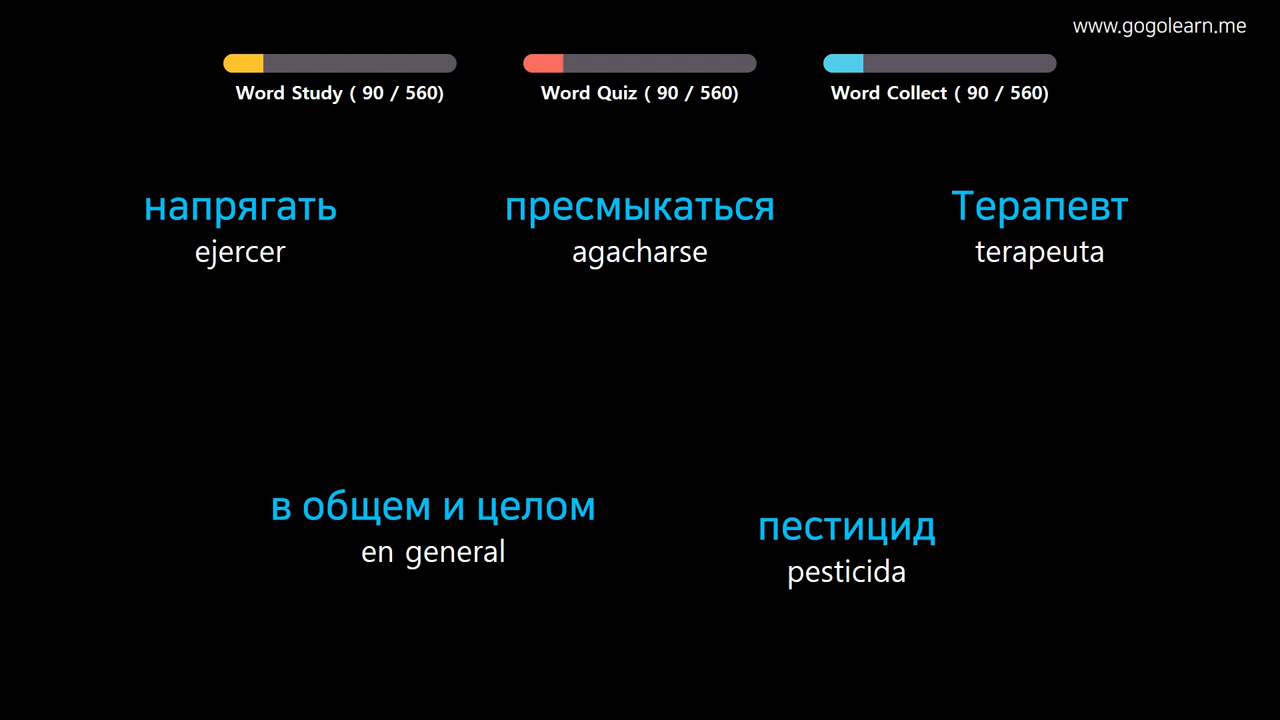 www.gogolearn.me
Word Study ( 90 / 560)
Word Quiz ( 90 / 560)
Word Collect ( 90 / 560)
напрягать
ejercer
пресмыкаться
agacharse
Терапевт
terapeuta
в общем и целом
en general
пестицид
pesticida